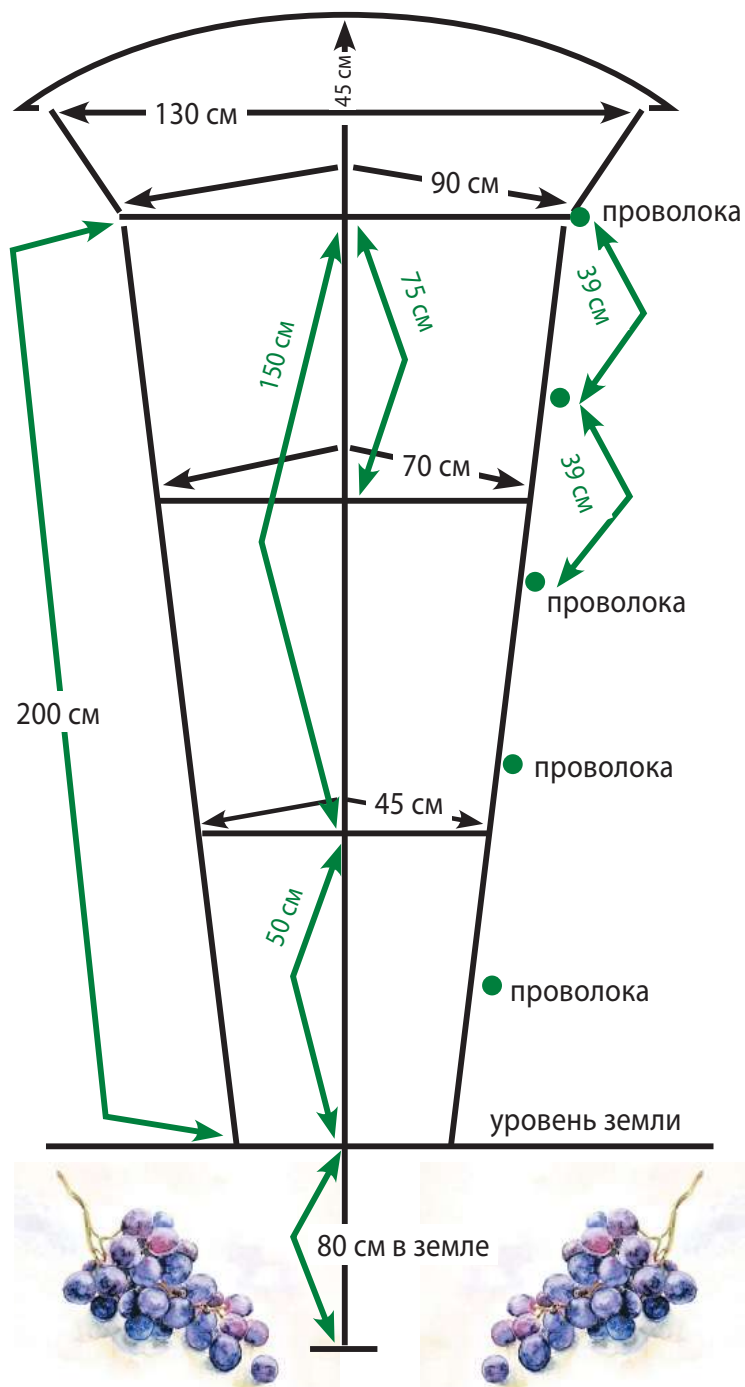 45 см
130 см
90 см
проволока
39 см
75 см
150 см
70 см
39 см
проволока
200 см
проволока
45 см
50 см
проволока
уровень земли
80 см в земле